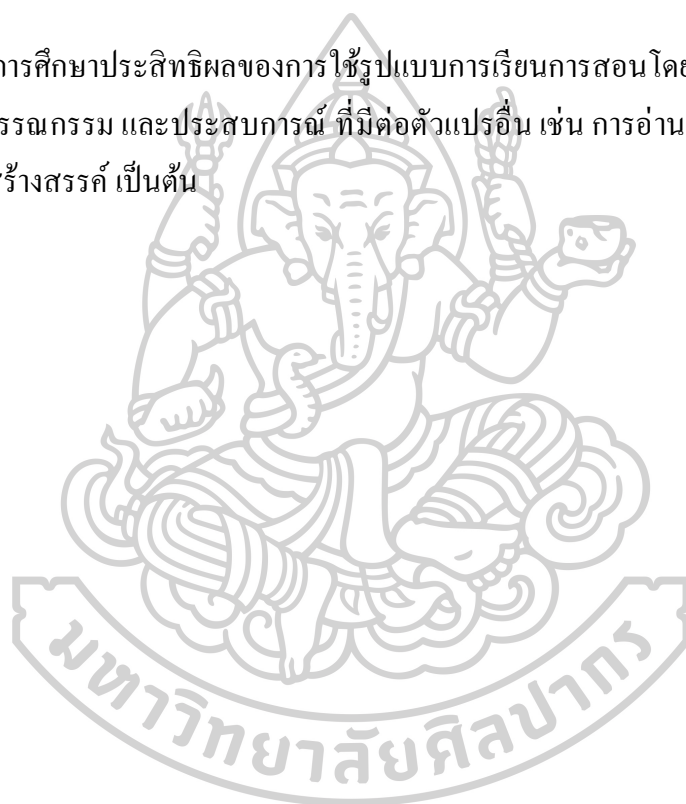 การศึกษาประสิทธิผลของการใช้รูปแบบการเรียนการสอนโดย
รรณกรรม และประสบการณ์ ที่มีต่อตัวแปรอื่น เช่น การอ่าน
สร้างสรรค์ เป็นต้น
มหาวิทยาลัยศิลปากร